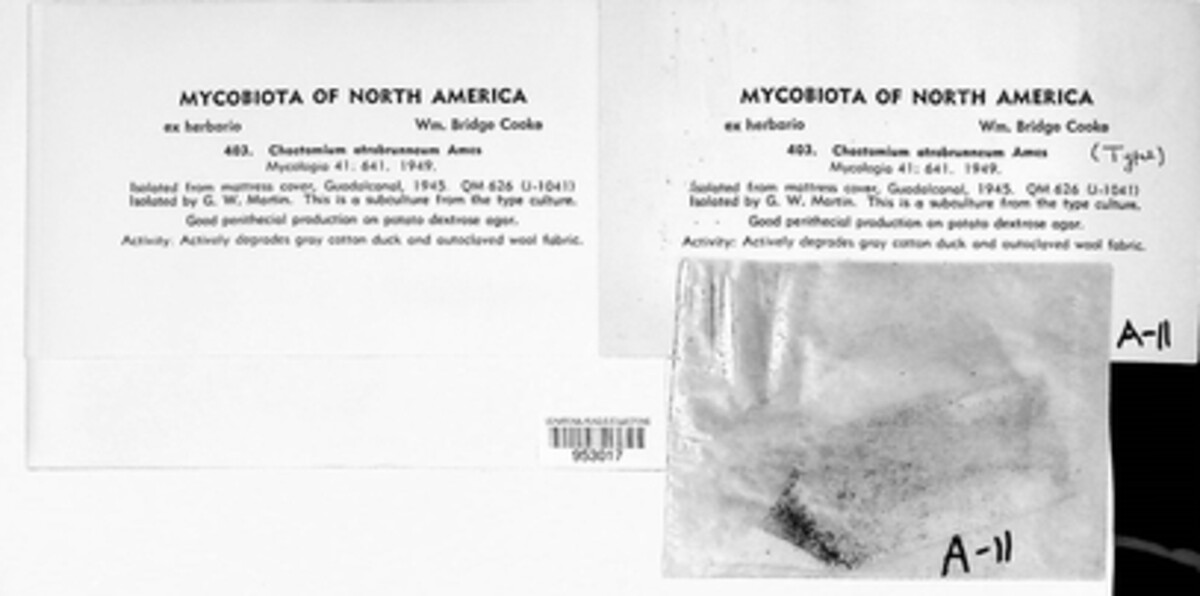 MYCOBIOTA OF NORTH AMERICA
ex herbario Wm. Bridge Cooke
403. Chaetomium atrobrunneum Ames
Mycologia 41: 641. 1949.
Isolated from mattress cover, Guadalcanal, 1945. QM 626 (J-1041)
Isolated by G. W. Martin. This is a subculture from the type culture.
Good perithecial production on potato dextrose agar.
Activity: Actively degrades gray cotton duck and autoclaved wool fabric.
953017
MYCOBIOTA OF NORTH AMERICA
ex herbario Wm. Bridge Cooke
403. Chaetomium atrobrunneum Ames (Type)
Mycologia 41: 641. 1949.
Isolated from mattress cover, Guadalcanal, 1945. QM 626 (J-1041)
Isolated by G. W. Martin. This is a subculture from the type culture.
Good perithecial production on potato dextrose agar.
Activity: Actively degrades gray cotton duck and autoclaved wool fabric.
A-11
A-11